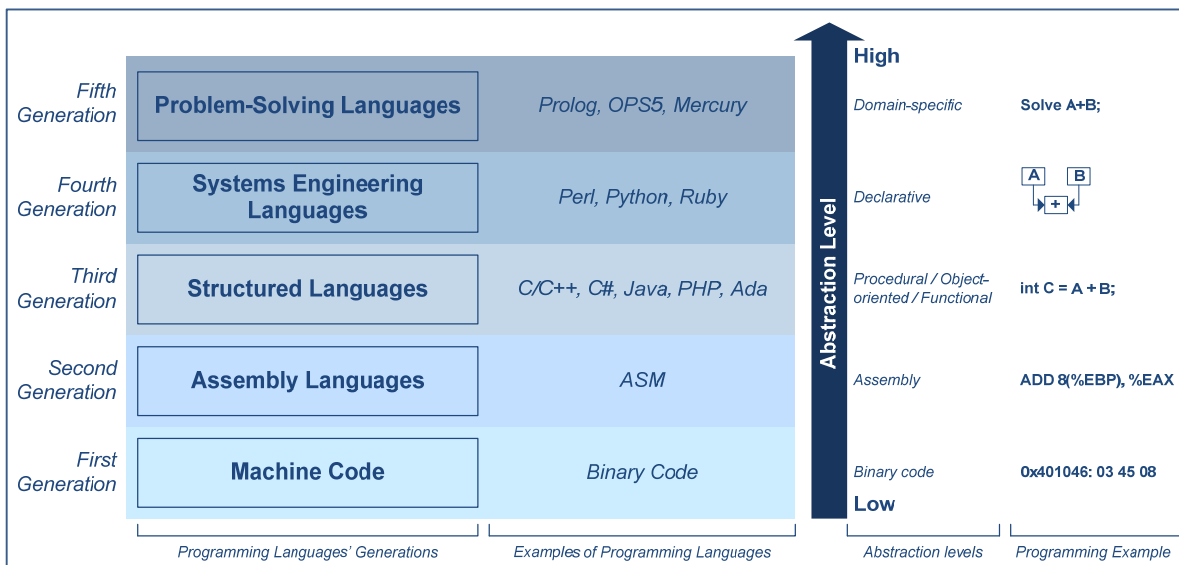 High
Fifth
Generation
Problem-Solving Languages
Prolog, OPS5, Mercury
Domain-specific
Solve A+B;
Fourth
Generation
Systems Engineering
Languages
Perl, Python, Ruby
Declarative
A B
+
Third
Generation
Structured Languages
C/C++, C#, Java, PHP, Ada
Procedural / Object-
oriented / Functional
int C = A + B;
Abstraction Level
Second
Generation
Assembly Languages
ASM
Assembly
ADD 8(%EBP), %EAX
First
Generation
Machine Code
Binary Code
Binary code
0x401046: 03 45 08
Low
Programming Languages' Generations
Examples of Programming Languages
Abstraction levels
Programming Example